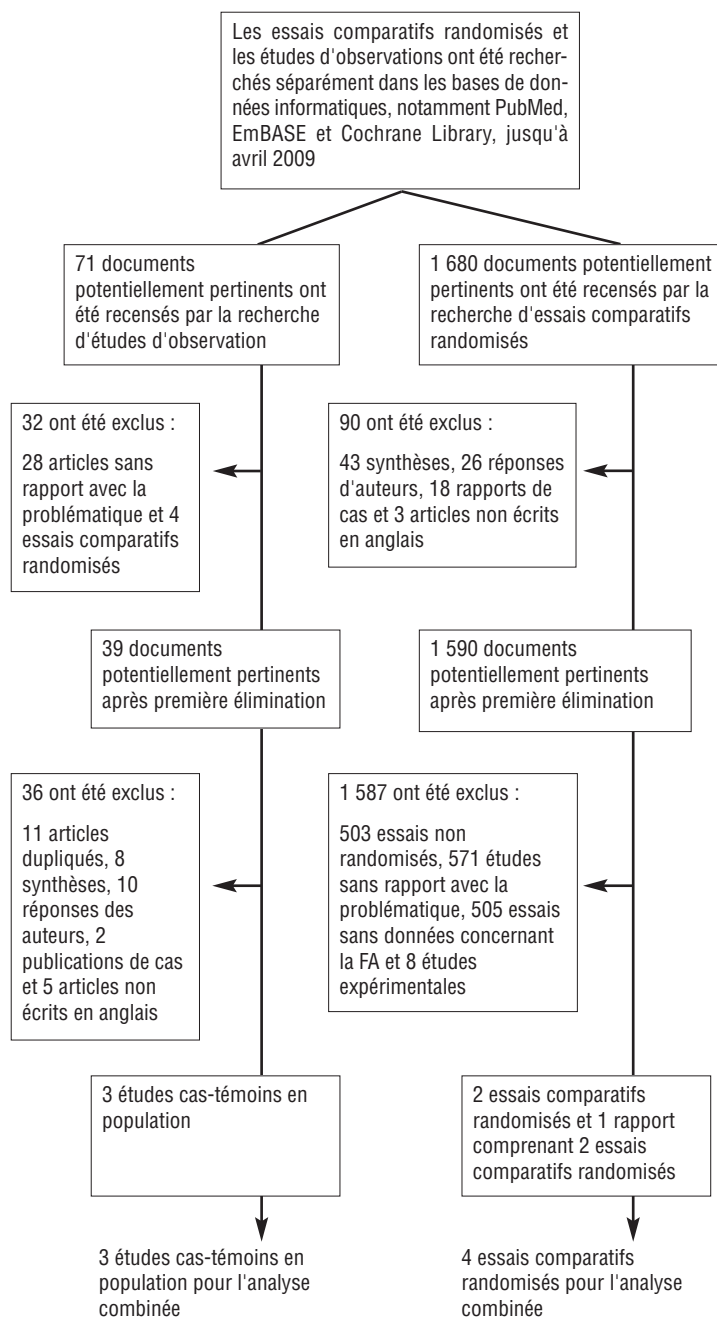 Les essais comparatifs randomisés et
les études d'observations ont été recher-
chés séparément dans les bases de don-
nées informatiques, notamment PubMed,
EmBASE et Cochrane Library, jusqu'à
avril 2009
71 documents
potentiellement pertinents ont
été recensés par la recherche
d'études d'observation
1 680 documents potentiellement
pertinents ont été recensés par la
recherche d'essais comparatifs
randomisés
32 ont été exclus :
28 articles sans
rapport avec la
problématique et 4
essais comparatifs
randomisés
90 ont été exclus :
43 synthèses, 26 réponses
d'auteurs, 18 rapports de
cas et 3 articles non écrits
en anglais
39 documents
potentiellement pertinents
après première élimination
1 590 documents
potentiellement pertinents
après première élimination
36 ont été exclus :
11 articles
dupliqués, 8
synthèses, 10
réponses des
auteurs, 2
publications de cas
et 5 articles non
écrits en anglais
1 587 ont été exclus :
503 essais non
randomisés, 571 études
sans rapport avec la
problématique, 505 essais
sans données concernant
la FA et 8 études
expérimentales
3 études cas-témoins en
population
2 essais comparatifs
randomisés et 1 rapport
comprenant 2 essais
comparatifs randomisés
3 études cas-témoins en
population pour l'analyse
combinée
4 essais comparatifs
randomisés pour l'analyse
combinée